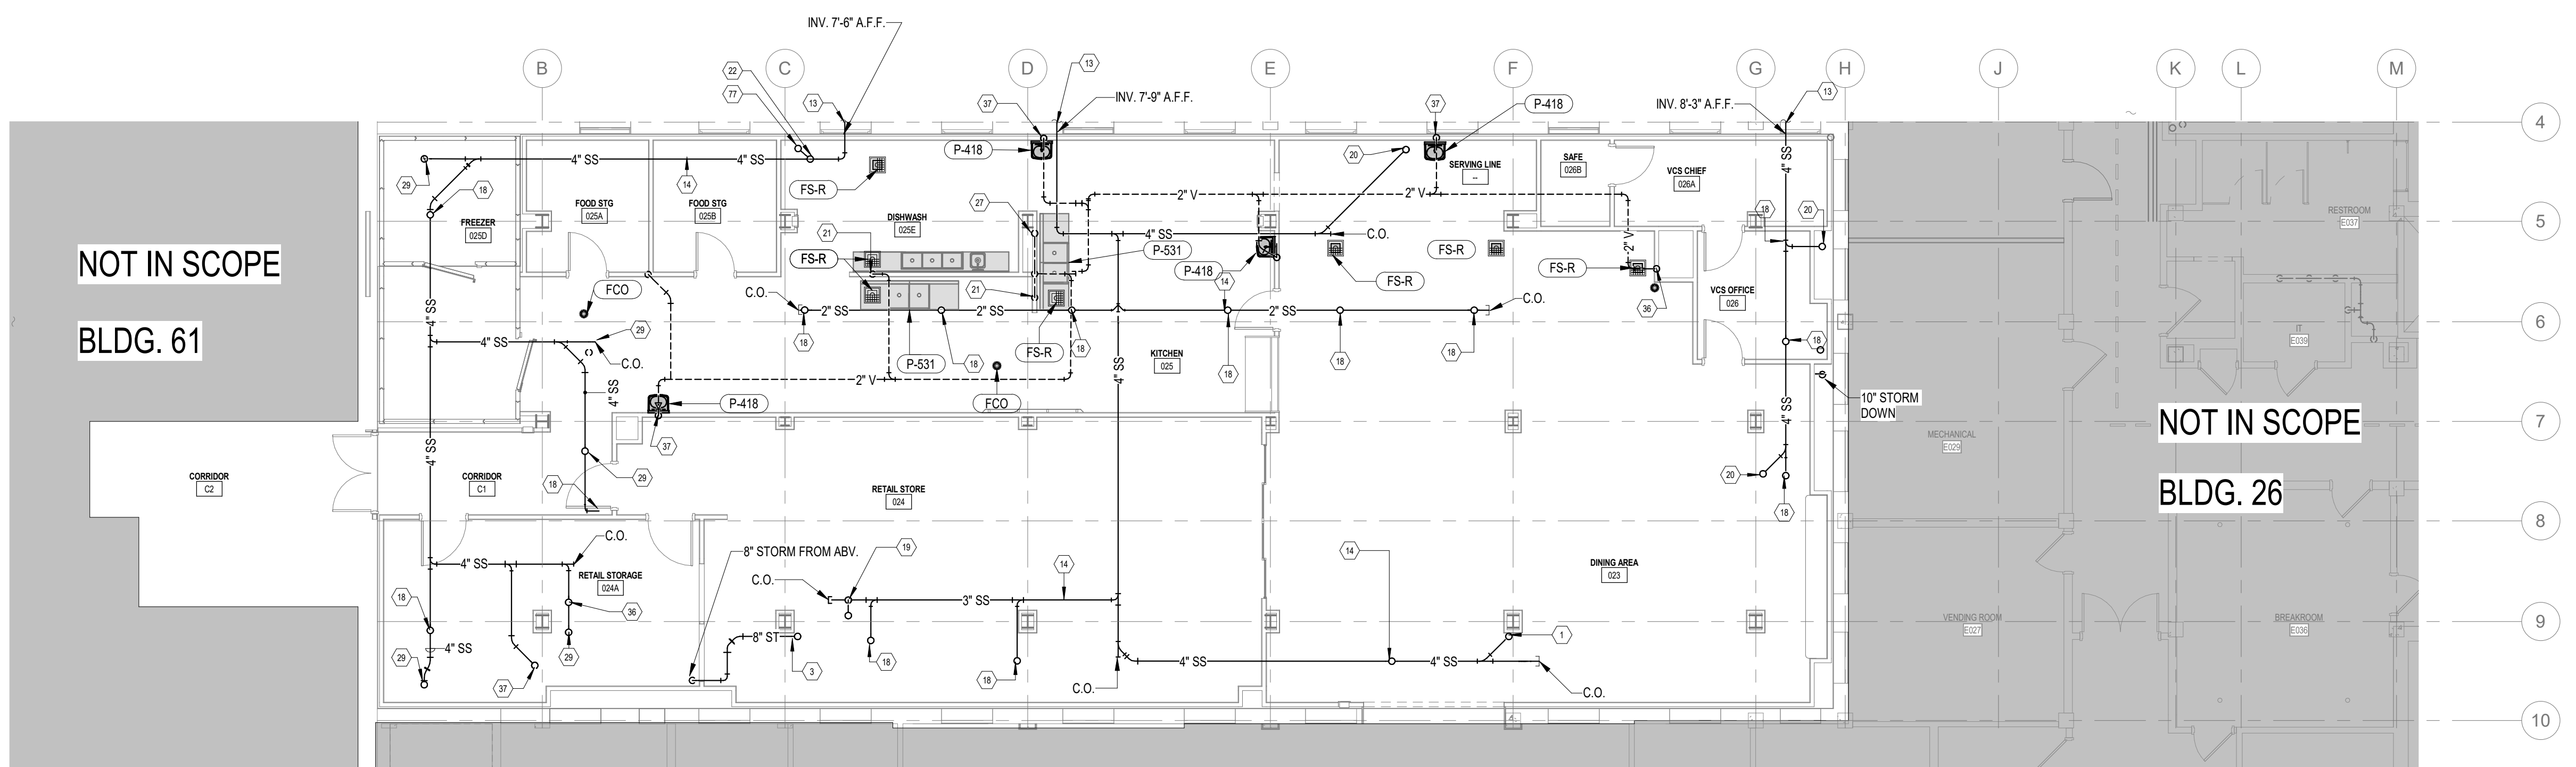 INV. 7'-6" A.F.F.
B
C
D
E
F
G
H
J
K
L
M
22
77
13
37
13
INV. 7'-9" A.F.F.
37
P-418
INV. 8'-3" A.F.F.
13
4
4" SS
4" SS
29
14
18
P-418
FS-R
20
SERVING LINE
--
SAFE
026B
VCS CHIEF
026A
4" SS
FREEZER
025D
FOOD STG
025A
FOOD STG
025B
DISHWASH
025E
27
2" V
2" V
18
20
RESTROOM
E037
5
NOT IN SCOPE
BLDG. 61
21
FS-R
4" SS
C.O.
P-531
P-418
14
FS-R
FS-R
FS-R
2" V
FCO
C.O.
21
VCS OFFICE
026
36
4" SS
2" SS
2" SS
2" SS
C.O.
18
18
6
4" SS
29
C.O.
18
P-531
18
FS-R
18
KITCHEN
025
18
18
IT
E039
4" SS
2" V
4" SS
P-418
FCO
10" STORM
DOWN
4" SS
NOT IN SCOPE
BLDG. 26
7
4" SS
37
MECHANICAL
E029
CORRIDOR
C2
CORRIDOR
C1
29
18
RETAIL STORE
024
20
18
8
4" SS
C.O.
RETAIL STORAGE
024A
8" STORM FROM ABV.
19
C.O.
14
14
DINING AREA
023
18
36
3" SS
9
4" SS
29
29
37
8" ST
3
18
18
1
VENDING ROOM
E027
BREAKROOM
E036
4" SS
4" SS
C.O.
C.O.
10